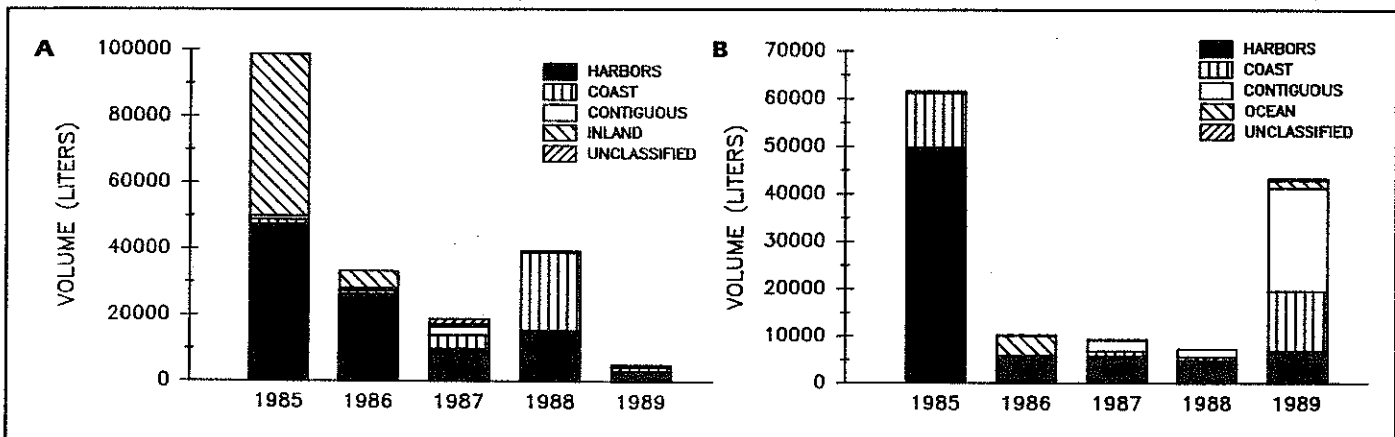 A
VOLUME (LITERS)
100000
80000
60000
40000
20000
0
HARBORS
COAST
CONTIGUOUS
INLAND
UNCLASSIFIED
1985 1986 1987 1988 1989
B
VOLUME (LITERS)
70000
60000
50000
40000
30000
20000
10000
0
HARBORS
COAST
CONTIGUOUS
OCEAN
UNCLASSIFIED
1985 1986 1987 1988 1989